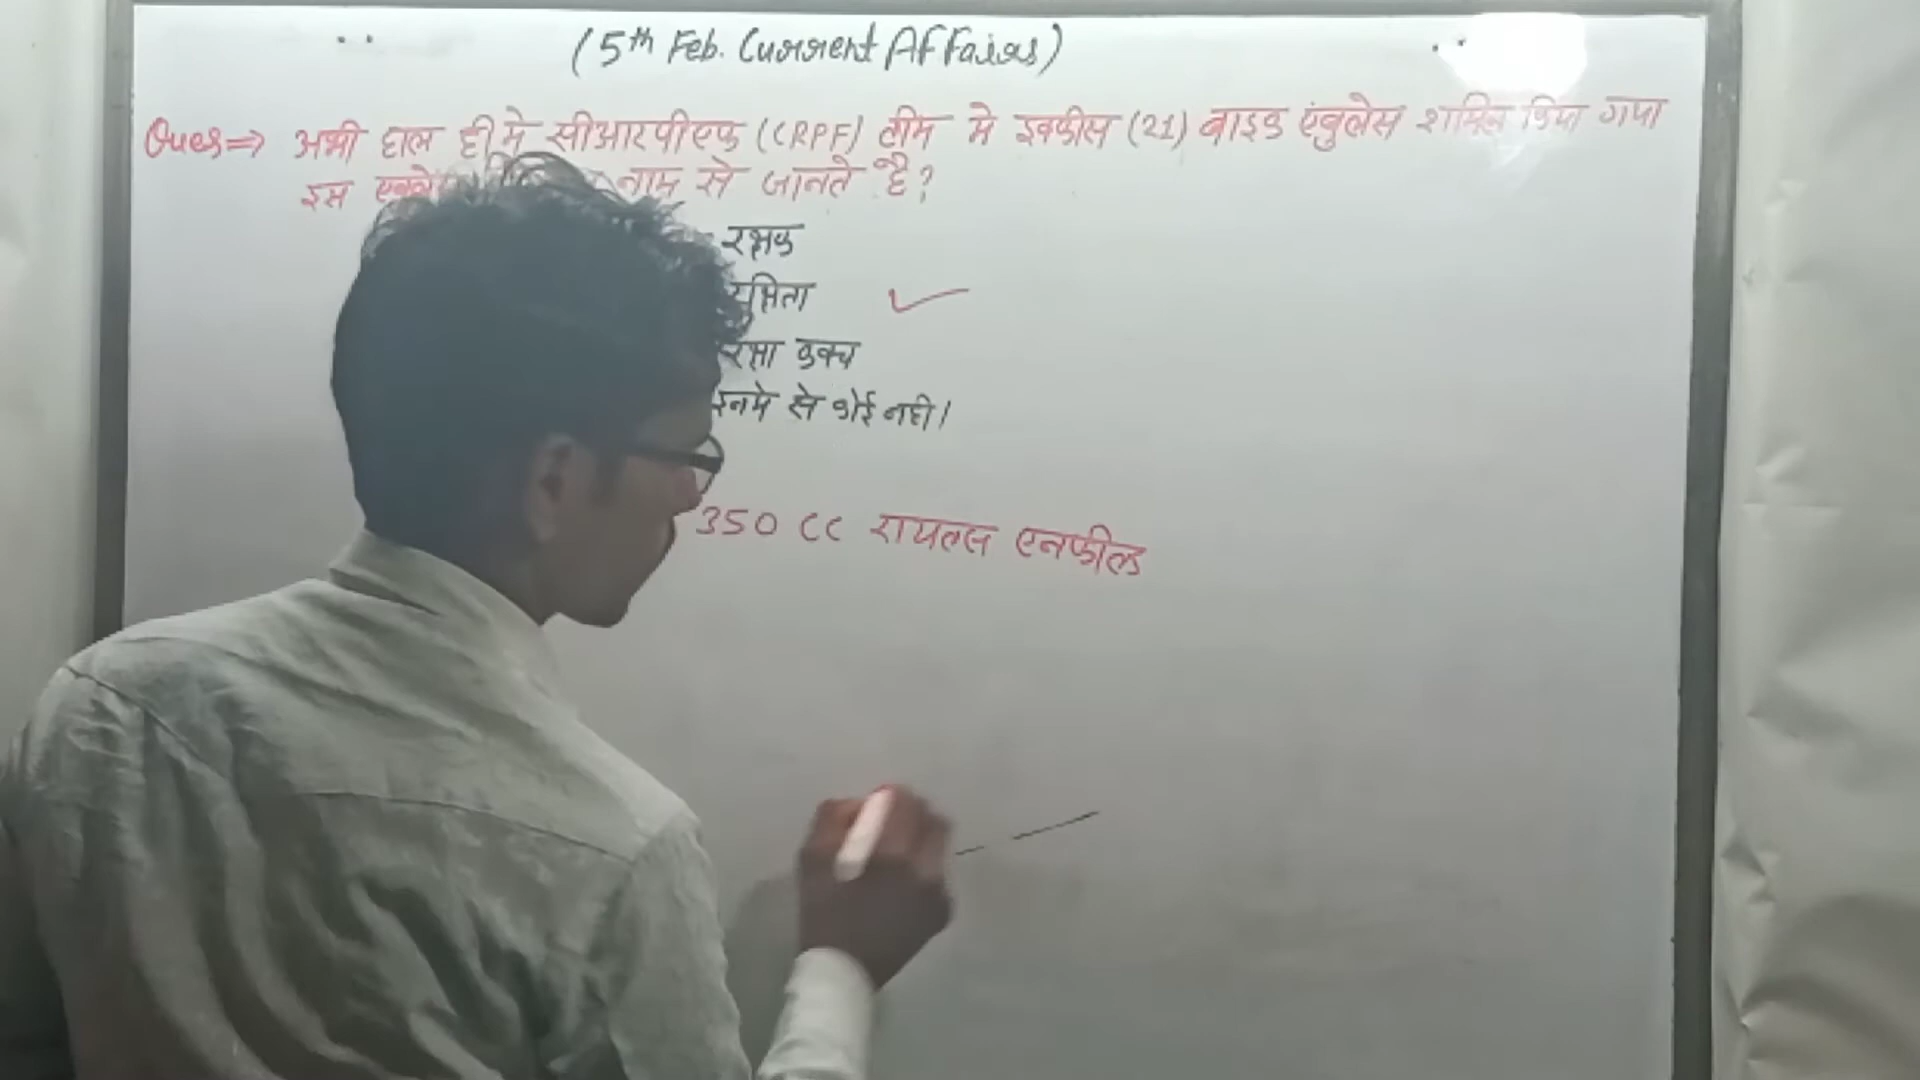 (5th Feb. Current Affairs)
Ques⇒ अभी हाल ही मे सीआरपीएफ (CRPF) टीम मे इक्कीस (21) बाइक एंबुलेस शामिल किया गया
इस नाम से जानते है?
रक्षक
रक्षिता ✓
रक्षा कवच
इनमे से कोई नही।
350 CC रायल्स एनफील्ड